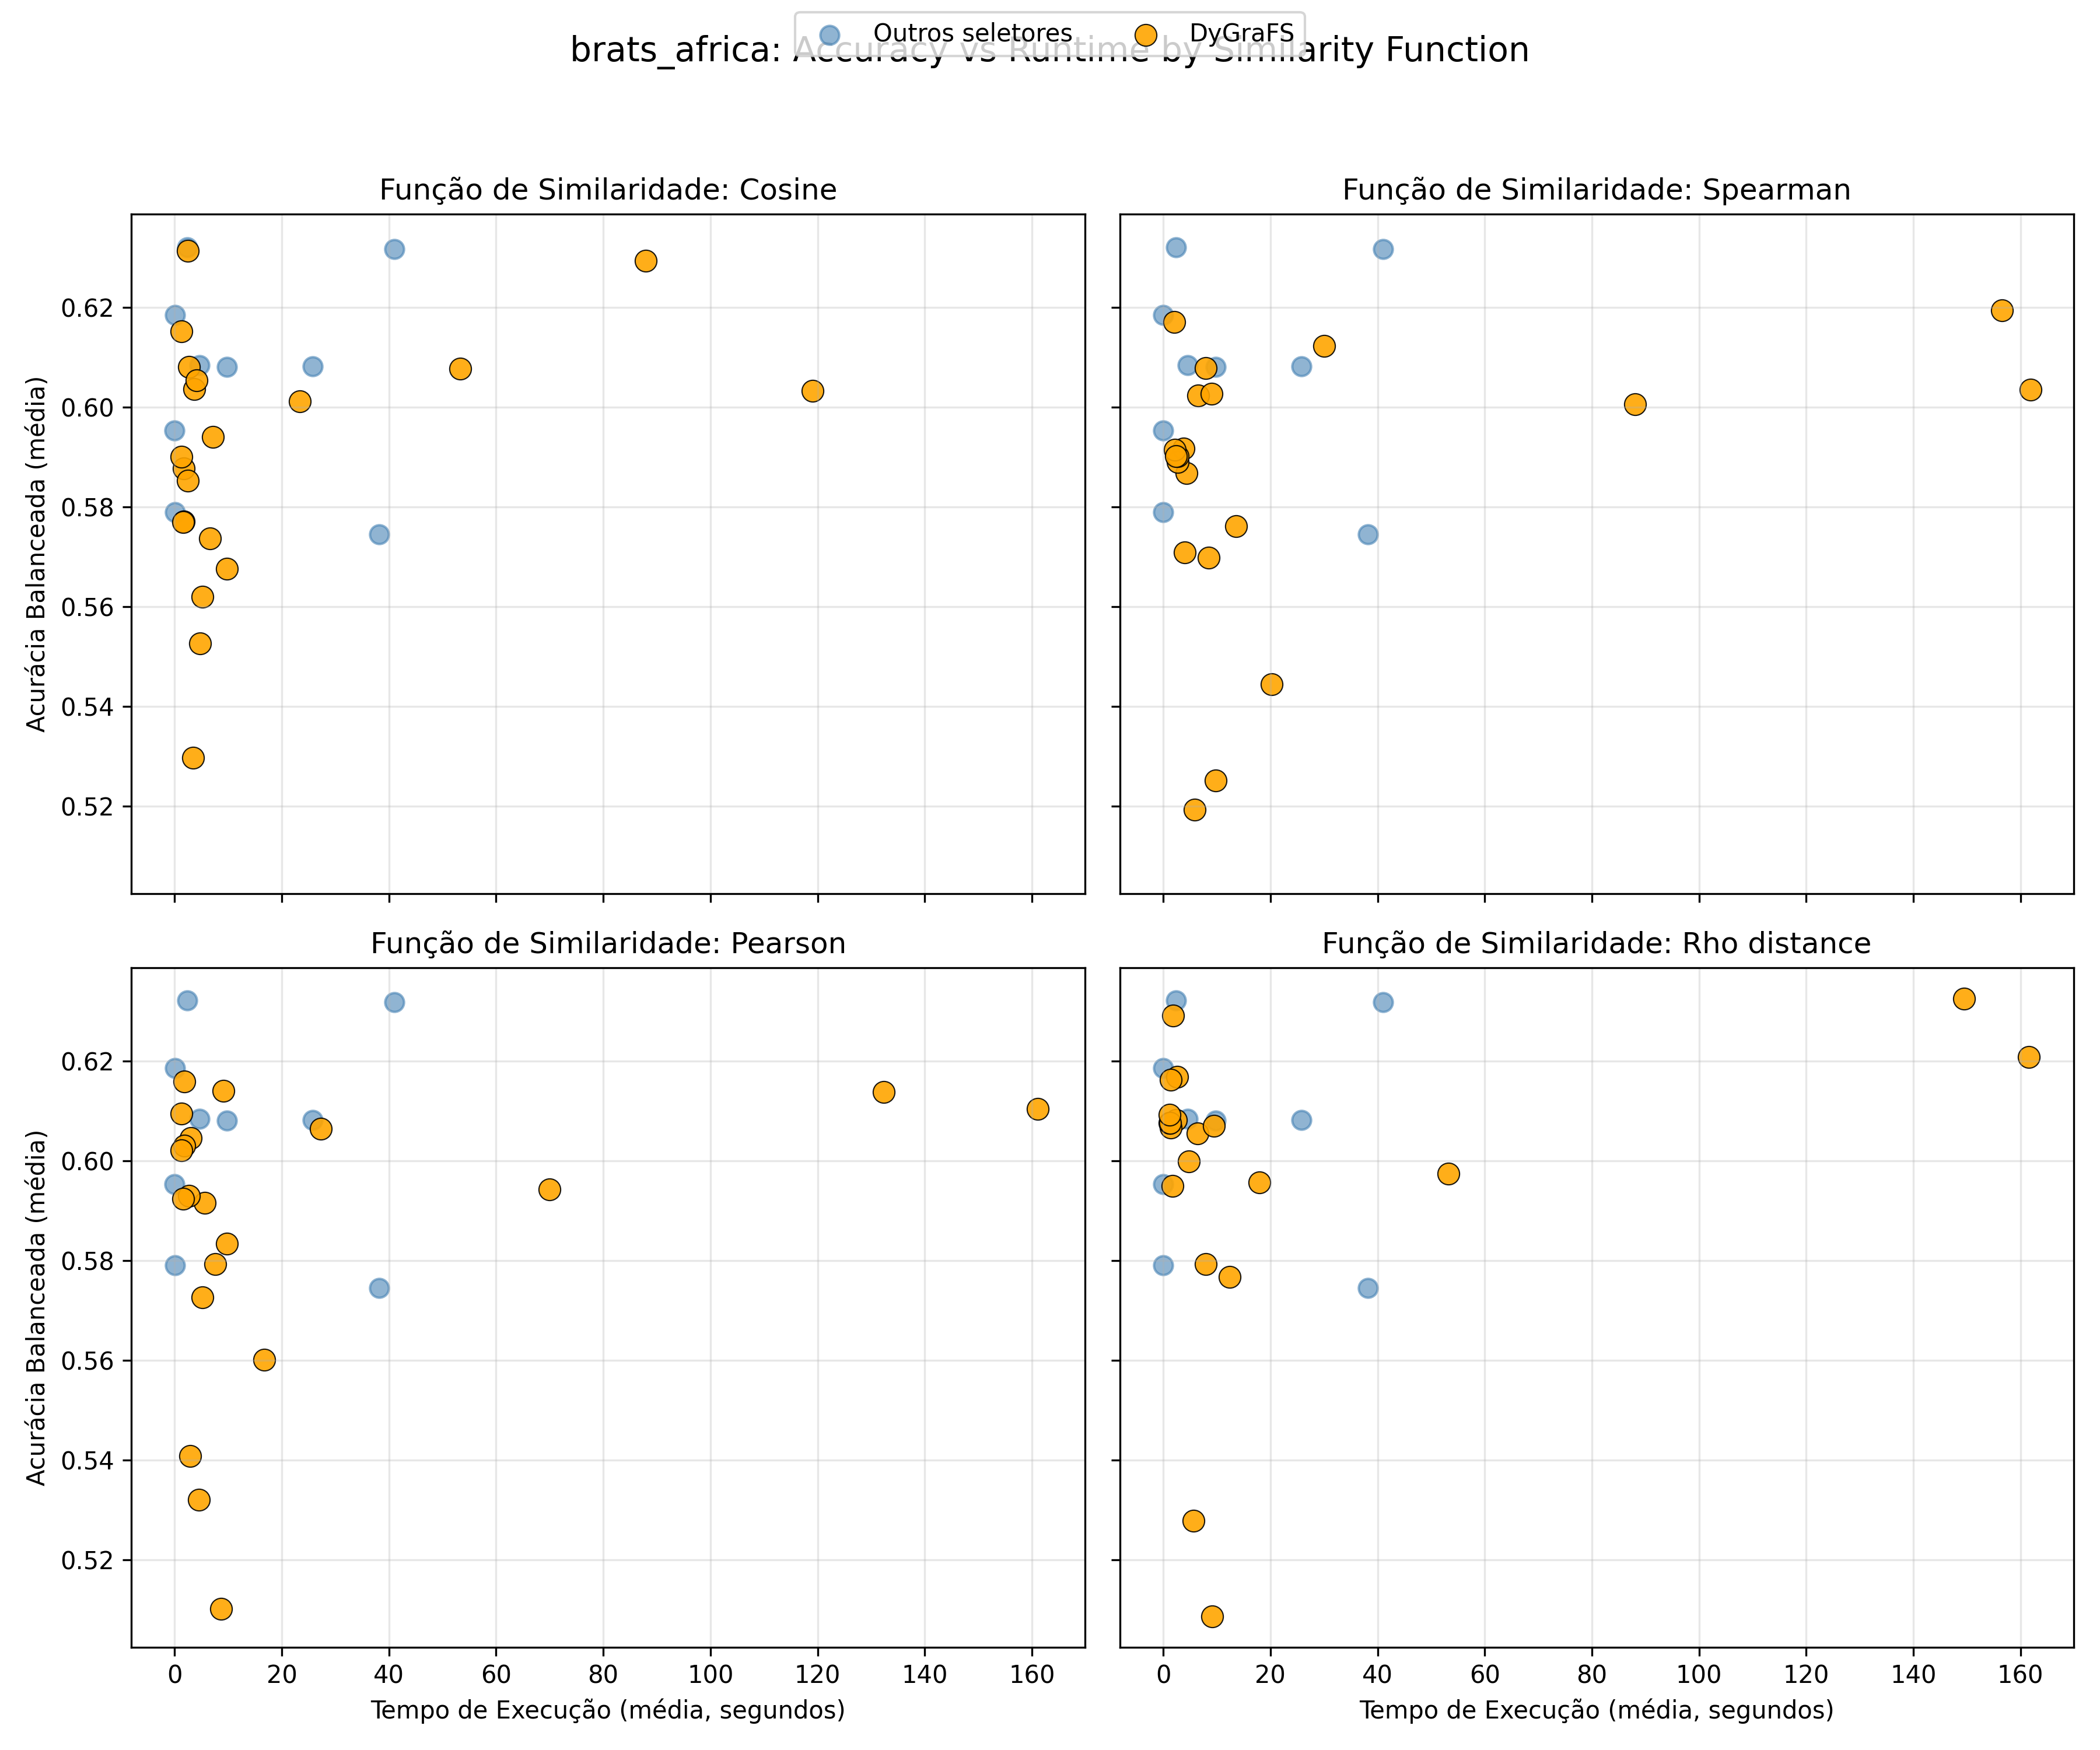 Outros seletores DyGraFS
brats_africa: Accuracy vs Runtime by Similarity Function
Função de Similaridade: Cosine
Função de Similaridade: Spearman
Acurácia Balanceada (média)
0.62
0.60
0.58
0.56
0.54
0.52
Função de Similaridade: Pearson
Função de Similaridade: Rho distance
Acurácia Balanceada (média)
0.62
0.60
0.58
0.56
0.54
0.52
0 20 40 60 80 100 120 140 160
0 20 40 60 80 100 120 140 160
Tempo de Execução (média, segundos)
Tempo de Execução (média, segundos)